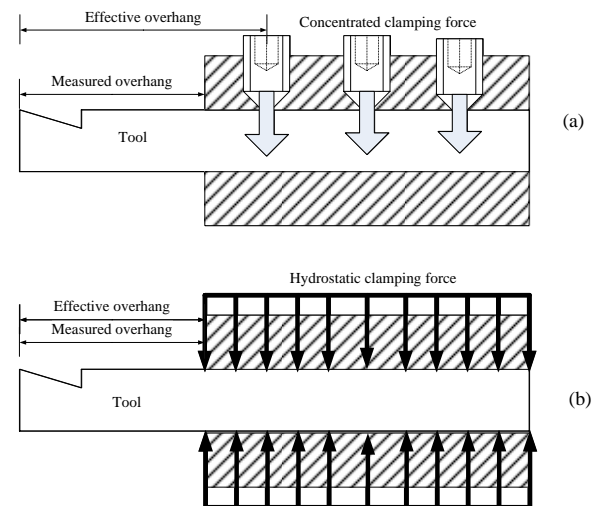 Effective overhang
Concentrated clamping force
Measured overhang
Tool
(a)
Hydrostatic clamping force
Effective overhang
Measured overhang
Tool
(b)